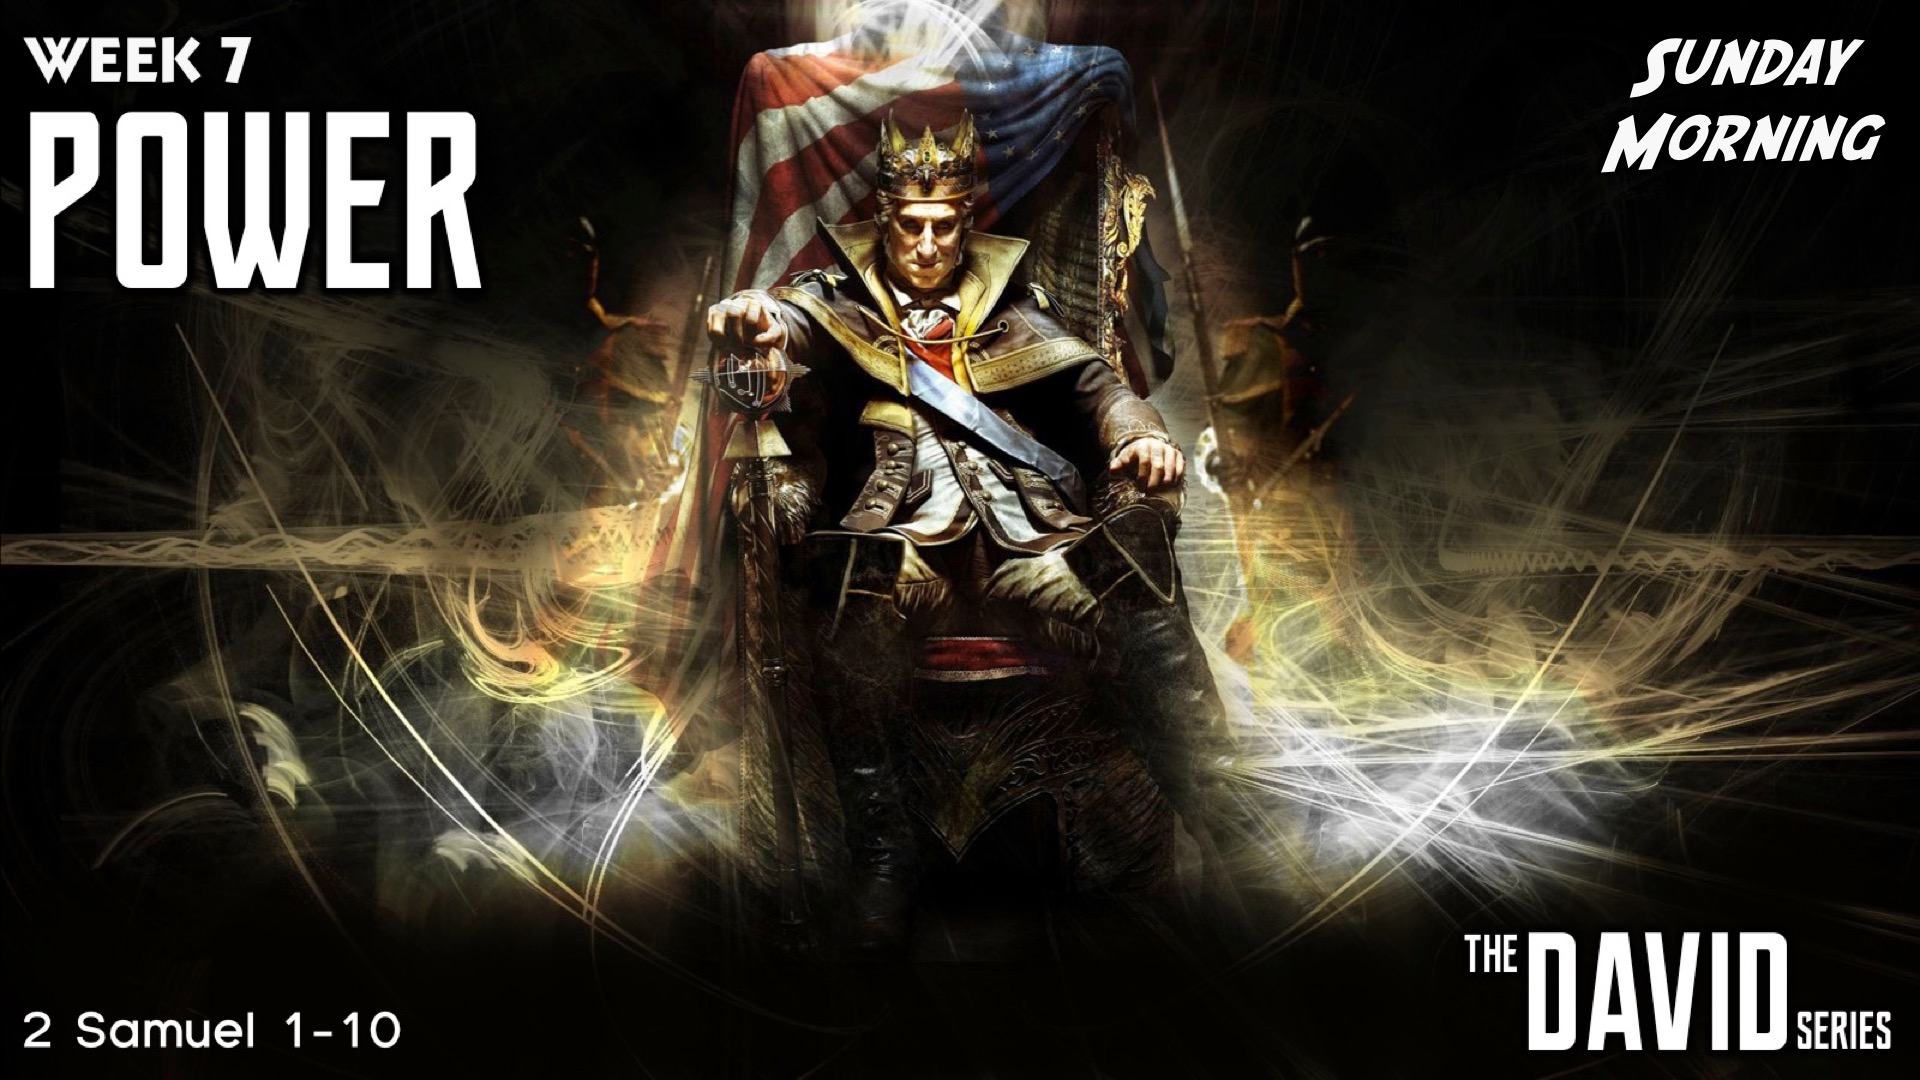 WEEK 7
POWER
SUNDAY
MORNING
2 Samuel 1-10
THE DAVID SERIES